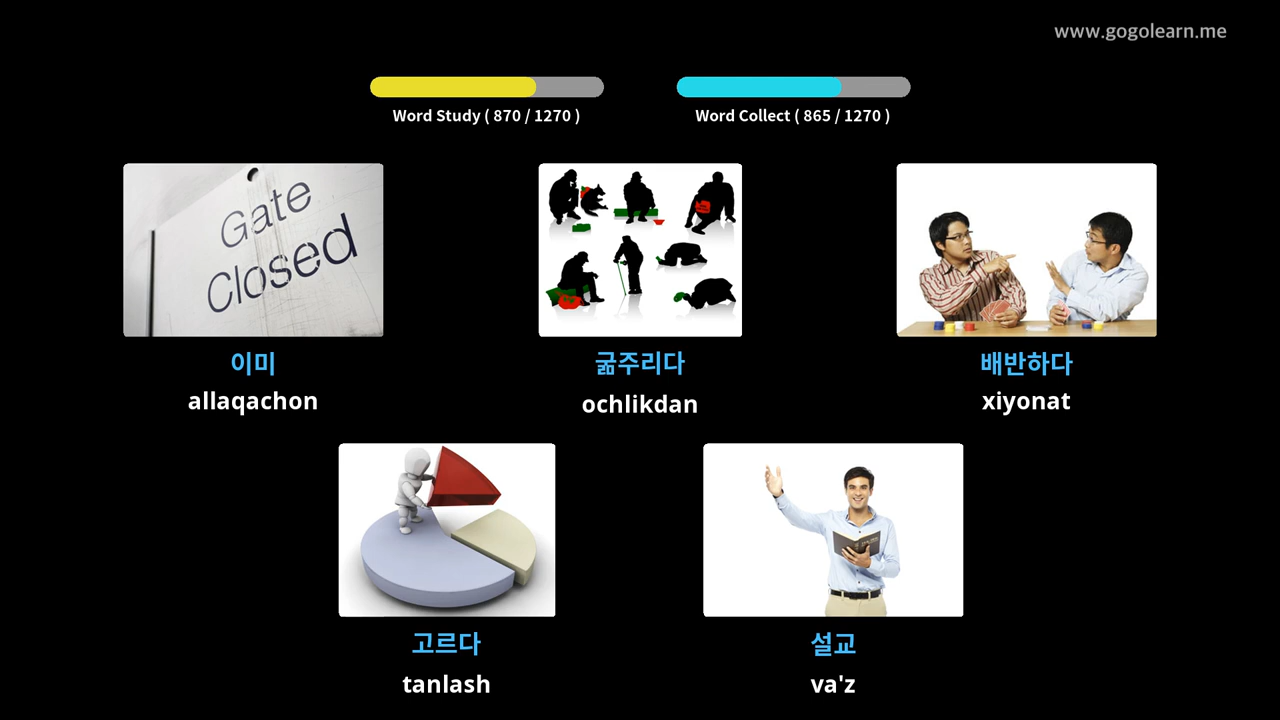 www.gogolearn.me
Word Study ( 870 / 1270 )
Word Collect ( 865 / 1270 )
Gate
Closed
이미
굶주리다
배반하다
allaqachon
ochlikdan
xiyonat
고르다
설교
tanlash
va'z